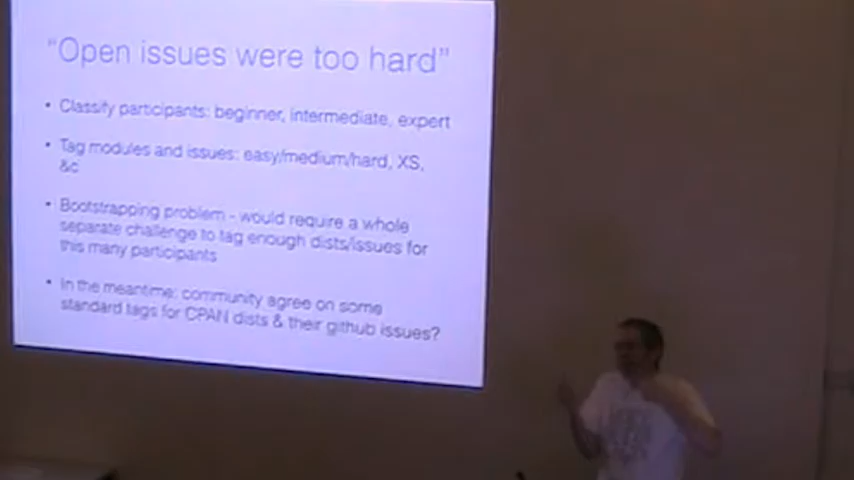 “Open issues were too hard”
• Classify participants: beginner, intermediate, expert
• Tag modules and issues: easy/medium/hard, XS,
&c
• Bootstrapping problem - would require a whole
separate challenge to tag enough dists/issues for
this many participants
• In the meantime: community agree on some
standard tags for CPAN dists & their github issues?